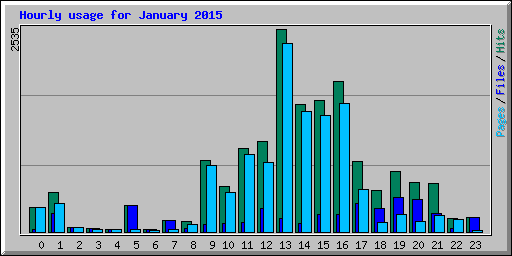 Hourly usage for January 2015
2535
Pages / Files / Hits
0 1 2 3 4 5 6 7 8 9 10 11 12 13 14 15 16 17 18 19 20 21 22 23